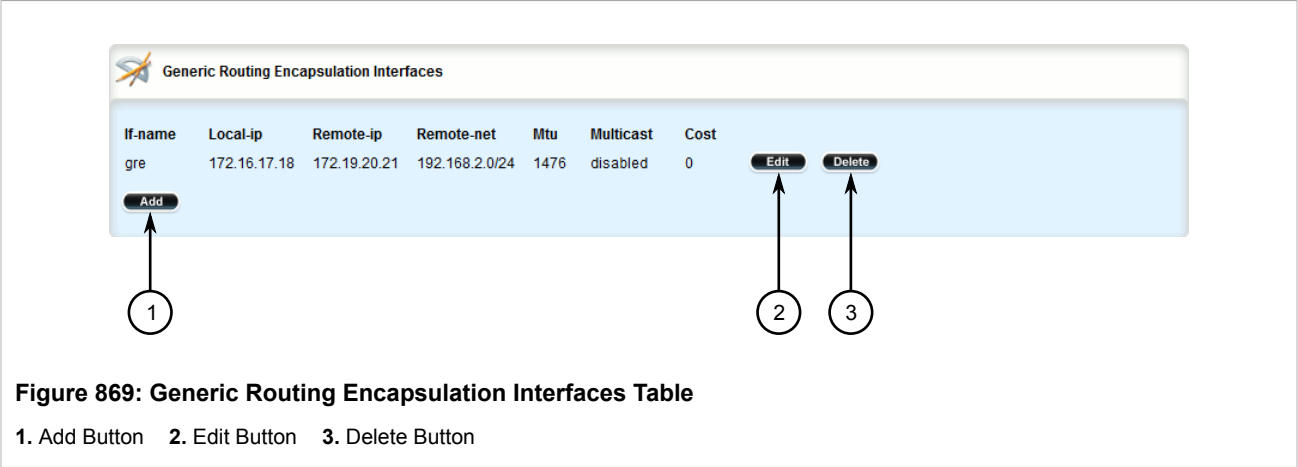 Generic Routing Encapsulation Interfaces
If-name Local-ip Remote-ip Remote-net Mtu Multicast Cost
gre 172.16.17.18 172.19.20.21 192.168.2.0/24 1476 disabled 0 Edit Delete
Add
1 2 3
Figure 869: Generic Routing Encapsulation Interfaces Table
1. Add Button 2. Edit Button 3. Delete Button